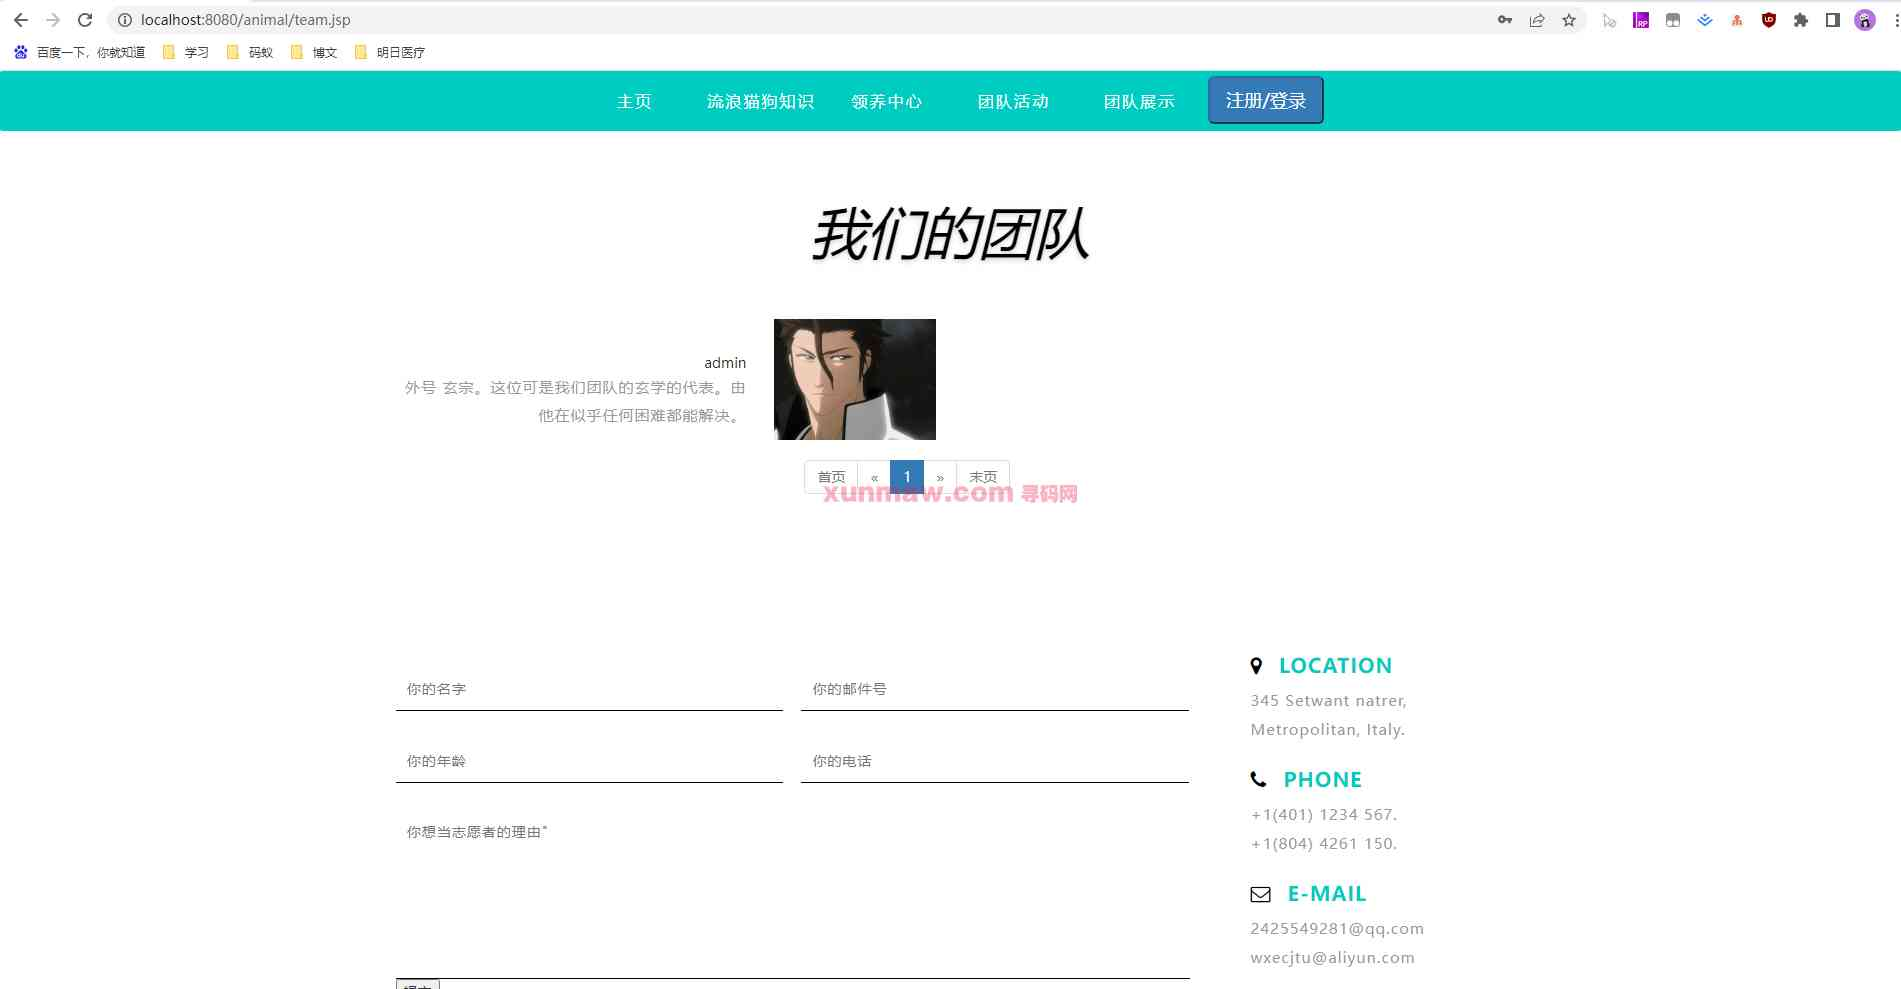 localhost:8080/animal/team.jsp
百度一下，你就知道 学习 码蚁 博文 明日医疗
主页 流浪猫狗知识 领养中心 团队活动 团队展示 注册/登录
我们的团队
admin
外号 玄宗。这位可是我们团队的玄学的代表。由
他在似乎任何困难都能解决。
首页 « 1 » 末页
xunmaw.com 寻码网
你的名字 你的邮件号
你的年龄 你的电话
你想当志愿者的理由"
LOCATION
345 Setwant natrer,
Metropolitan, Italy.
PHONE
+1(401) 1234 567.
+1(804) 4261 150.
E-MAIL
2425549281@qq.com
wxecjtu@aliyun.com